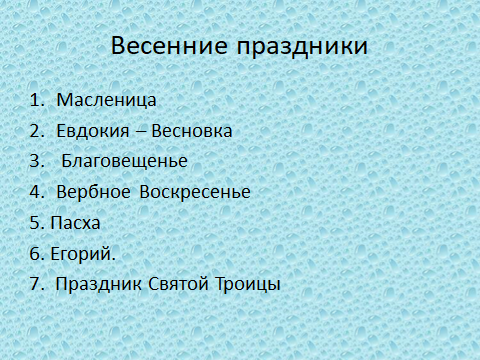 Весенние праздники
1. Масленица
2. Евдокия – Весновка
3. Благовещенье
4. Вербное Воскресенье
5. Пасха
6. Егорий.
7. Праздник Святой Троицы